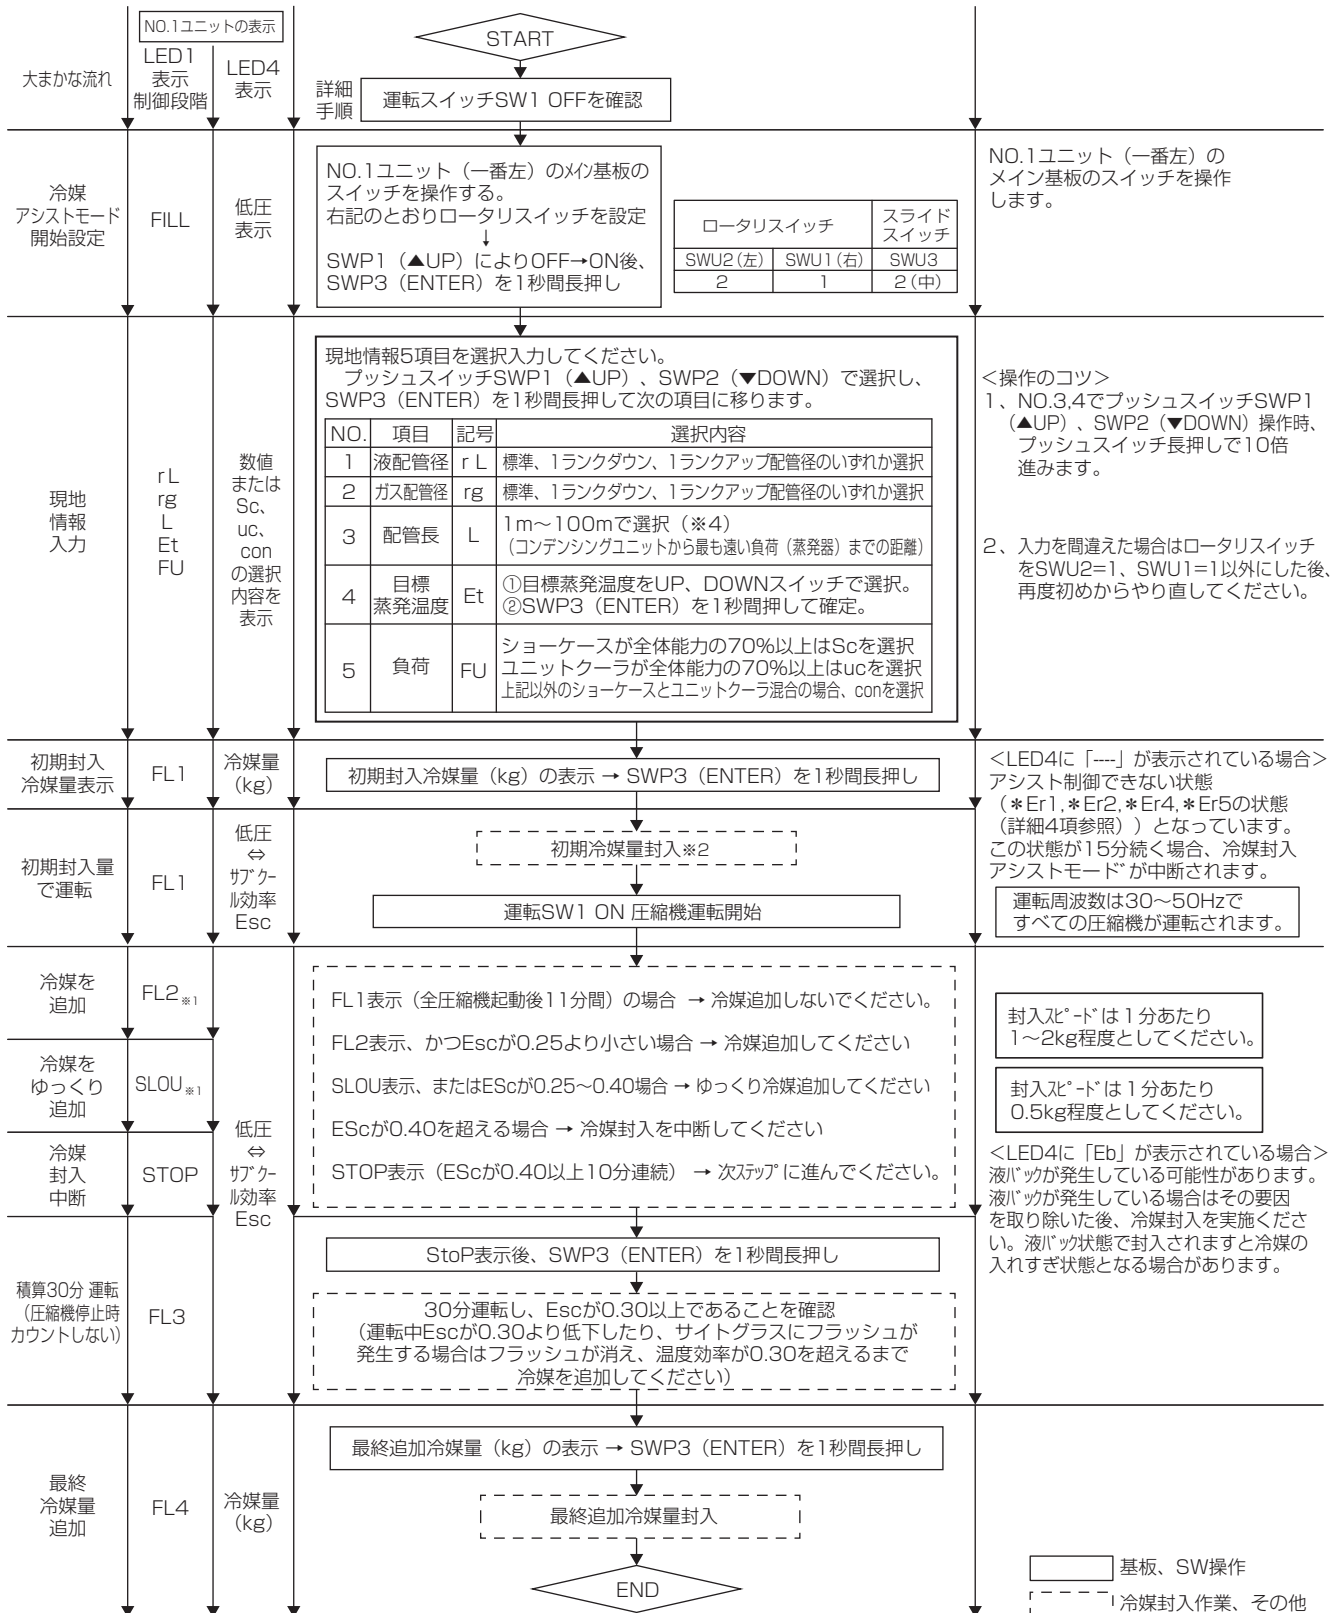 NO.1ユニットの表示
大まかな流れ
LED1
表示
制御段階
LED4
表示
詳細
手順
START
運転スイッチSW1 OFFを確認
冷媒
アシストモード
開始設定
FILL
低圧
表示
NO.1ユニット（一番左）のメイン基板の
スイッチを操作する。
右記のとおりロータリスイッチを設定
↓
SWP1（▲UP）によりOFF→ON後、
SWP3（ENTER）を1秒間長押し
ロータリスイッチ
スライド
スイッチ
SWU2（左） SWU1（右） SWU3
2 1 2（中）
NO.1ユニット（一番左）の
メイン基板のスイッチを操作
します。
現地
情報
入力
rL
rg
L
Et
FU
数値
または
Sc、
uc、
con
の選択
内容を
表示
現地情報5項目を選択入力してください。
プッシュスイッチSWP1（▲UP）、SWP2（▼DOWN）で選択し、
SWP3（ENTER）を1秒間長押して次の項目に移ります。
NO. 項目 記号 選択内容
1 液配管径 rL 標準、1ランクダウン、1ランクアップ配管径のいずれか選択
2 ガス配管径 rg 標準、1ランクダウン、1ランクアップ配管径のいずれか選択
3 配管長 L 1m～100mで選択（※4）
（コンデンシングユニットから最も遠い負荷（蒸発器）までの距離）
4 目標
蒸発温度 Et ①目標蒸発温度をUP、DOWNスイッチで選択。
②SWP3（ENTER）を1秒間押して確定。
5 負荷 FU ショーケースが全体能力の70%以上はScを選択
ユニットクーラが全体能力の70%以上はucを選択
上記以外のショーケースとユニットクーラ混合の場合、conを選択
＜操作のコツ＞
1、NO.3,4でプッシュスイッチSWP1
（▲UP）、SWP2（▼DOWN）操作時、
プッシュスイッチ長押しで10倍
進みます。
2、入力を間違えた場合はロータリスイッチ
をSWU2=1、SWU1=1以外にした後、
再度初めからやり直してください。
初期封入
冷媒量表示
FL1
冷媒量
（kg）
初期封入冷媒量（kg）の表示 → SWP3（ENTER）を1秒間長押し
＜LED4に「----」が表示されている場合＞
アシスト制御できない状態
（＊Er1,＊Er2,＊Er4,＊Er5の状態
（詳細4項参照））となっています。
この状態が15分続く場合、冷媒封入
アシストモードが中断されます。
初期封入量
で運転
FL1
低圧
⇔
サブクー
ル効率
Esc
初期冷媒量封入※2
運転SW1 ON 圧縮機運転開始
運転周波数は30～50Hzで
すべての圧縮機が運転されます。
冷媒を
追加
FL2※1
冷媒を
ゆっくり
追加
SLOU※1
冷媒
封入
中断
STOP
低圧
⇔
サブクー
ル効率
Esc
FL1表示（全圧縮機起動後11分間）の場合 → 冷媒追加しないでください。
FL2表示、かつEscが0.25より小さい場合 → 冷媒追加してください
SLOU表示、またはEScが0.25～0.40場合 → ゆっくり冷媒追加してください
EScが0.40を超える場合 → 冷媒封入を中断してください
STOP表示（EScが0.40以上10分連続） → 次ステップに進んでください。
封入スピードは1分あたり
1～2kg程度としてください。
封入スピードは1分あたり
0.5kg程度としてください。
＜LED4に「Eb」が表示されている場合＞
液バックが発生している可能性があります。
液バックが発生している場合はその要因
を取り除いた後、冷媒封入を実施くださ
い。液バック状態で封入されますと冷媒の
入れすぎ状態となる場合があります。
積算30分 運転
（圧縮機停止時
カウントしない）
FL3
StoP表示後、SWP3（ENTER）を1秒間長押し
30分運転し、Escが0.30以上であることを確認
（運転中Escが0.30より低下したり、サイトグラスにフラッシュが
発生する場合はフラッシュが消え、温度効率が0.30を超えるまで
冷媒を追加してください）
最終
冷媒量
追加
FL4
冷媒量
（kg）
最終追加冷媒量（kg）の表示 → SWP3（ENTER）を1秒間長押し
最終追加冷媒量封入
END
基板、SW操作
冷媒封入作業、その他